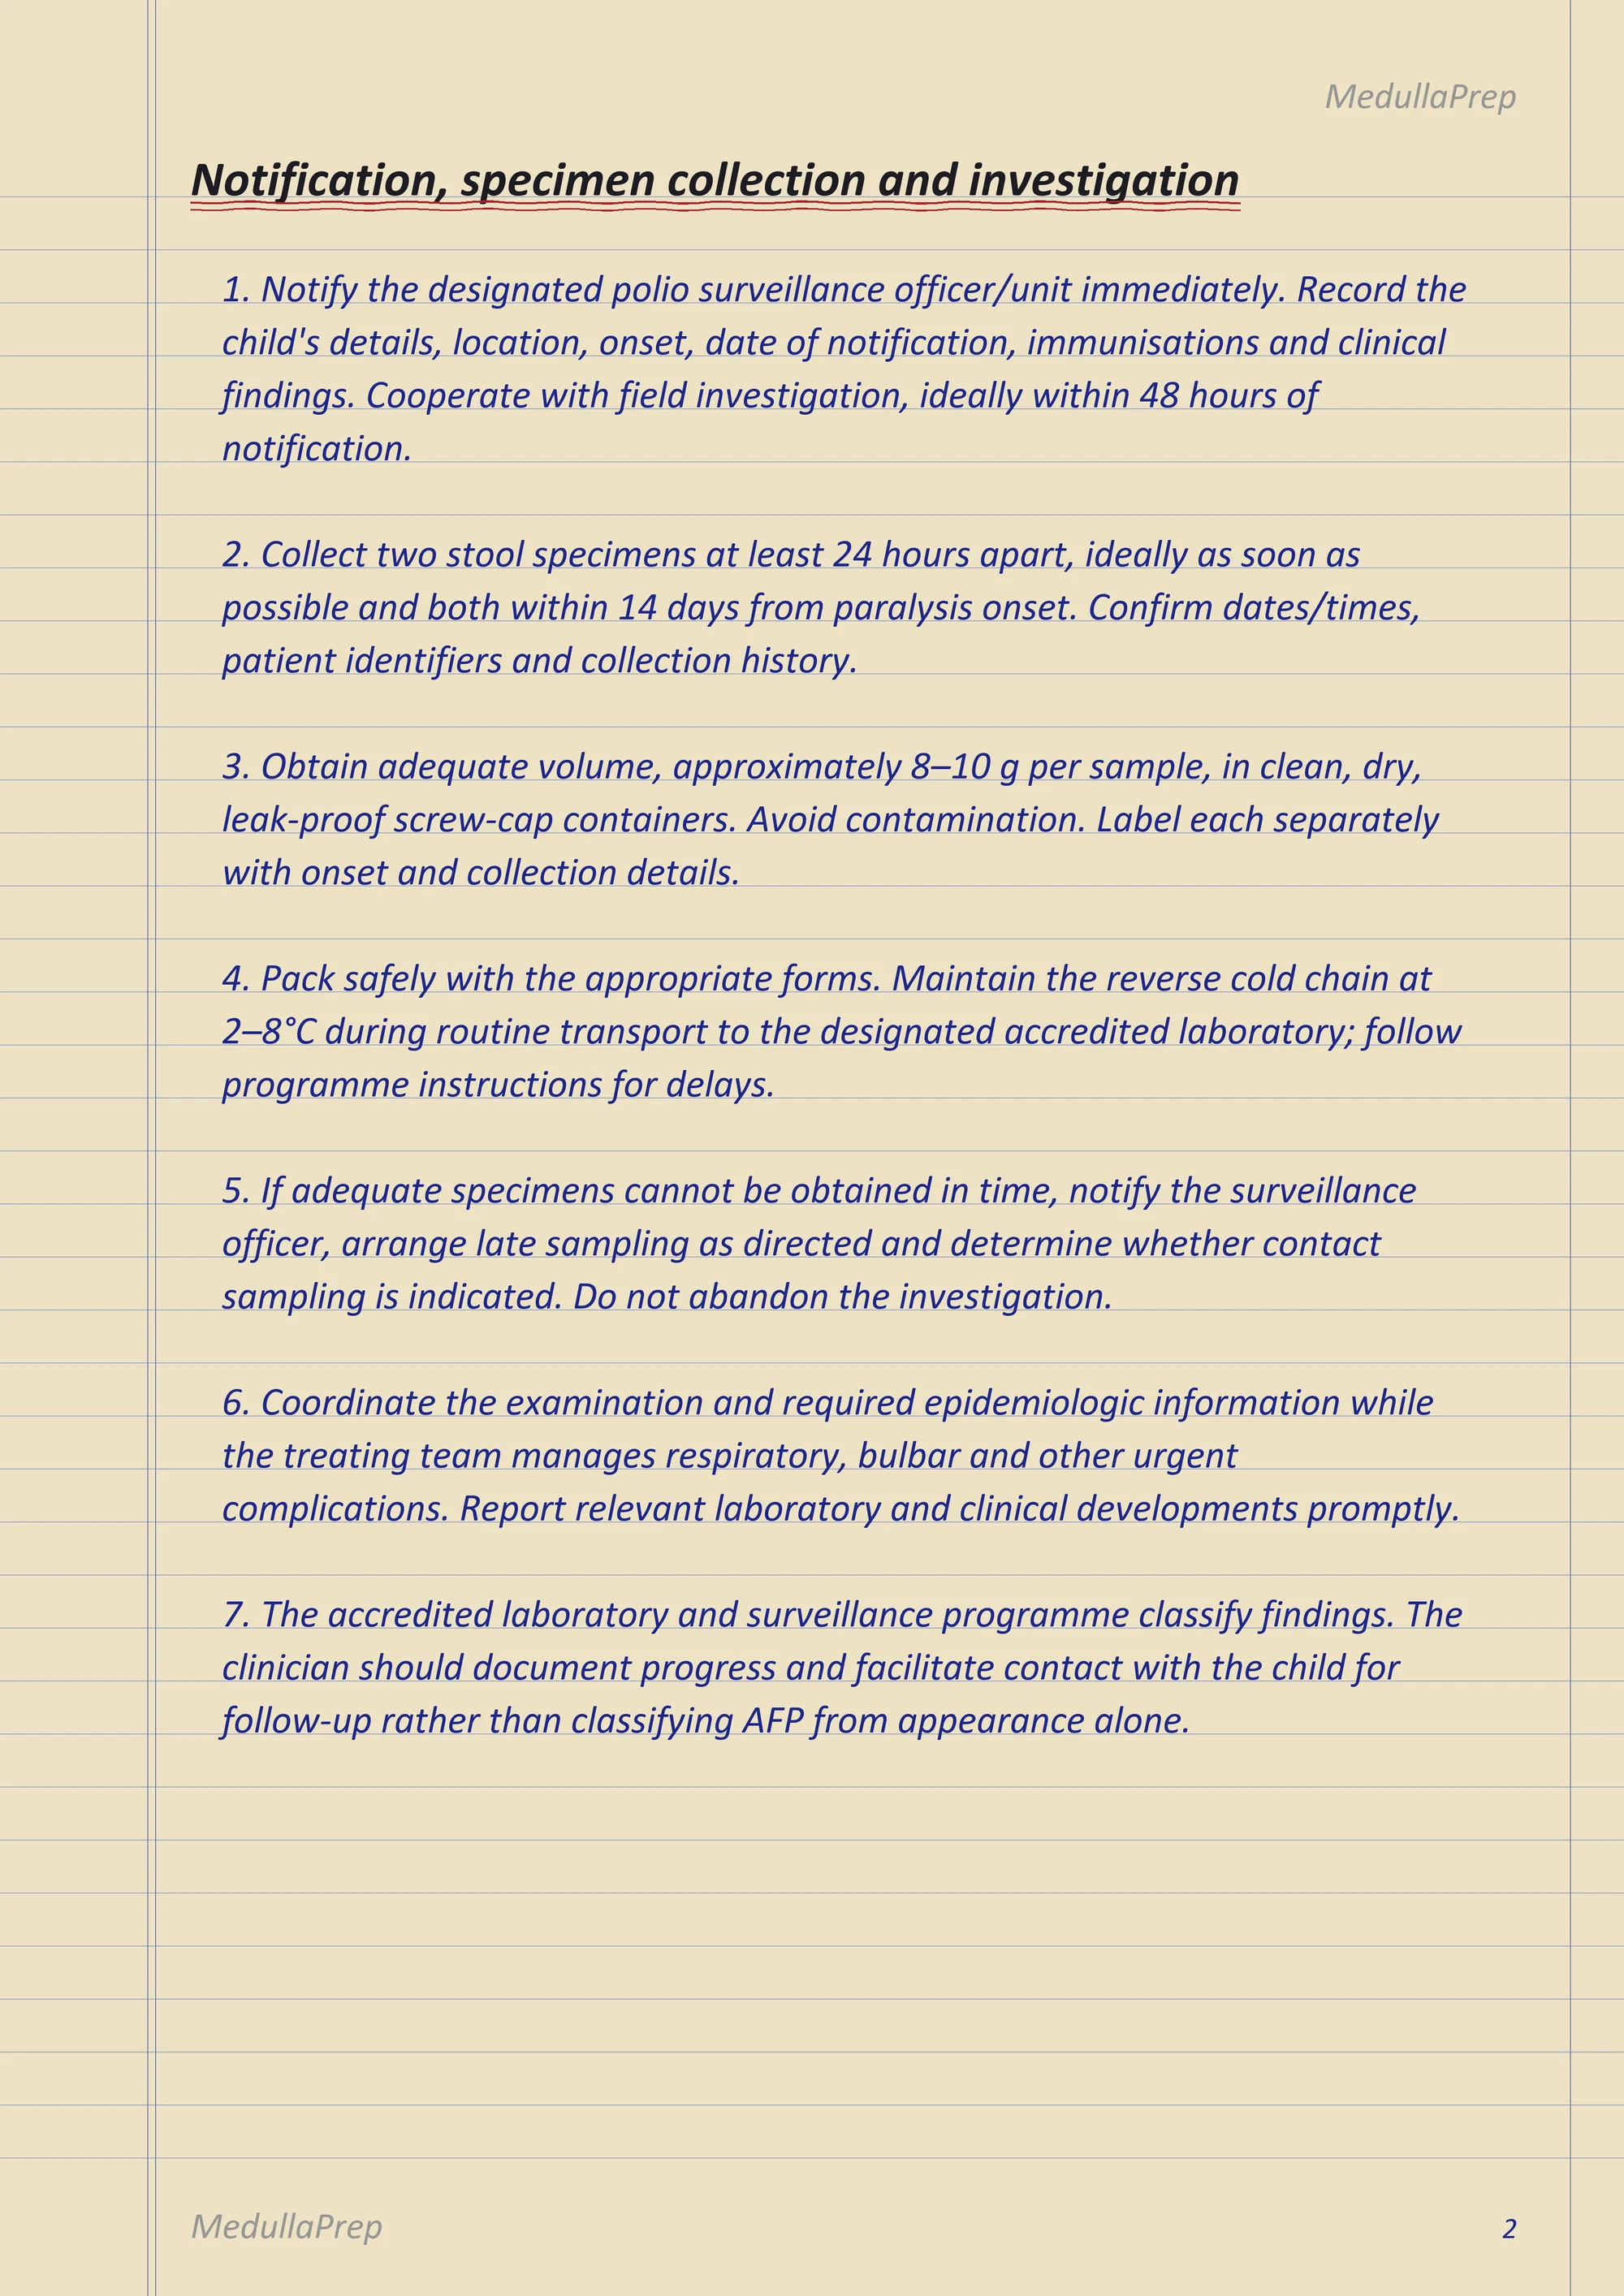 MedullaPrep
Notification, specimen collection and investigation
1. Notify the designated polio surveillance officer/unit immediately. Record the
child's details, location, onset, date of notification, immunisations and clinical
findings. Cooperate with field investigation, ideally within 48 hours of
notification.
2. Collect two stool specimens at least 24 hours apart, ideally as soon as
possible and both within 14 days from paralysis onset. Confirm dates/times,
patient identifiers and collection history.
3. Obtain adequate volume, approximately 8–10 g per sample, in clean, dry,
leak-proof screw-cap containers. Avoid contamination. Label each separately
with onset and collection details.
4. Pack safely with the appropriate forms. Maintain the reverse cold chain at
2–8°C during routine transport to the designated accredited laboratory; follow
programme instructions for delays.
5. If adequate specimens cannot be obtained in time, notify the surveillance
officer, arrange late sampling as directed and determine whether contact
sampling is indicated. Do not abandon the investigation.
6. Coordinate the examination and required epidemiologic information while
the treating team manages respiratory, bulbar and other urgent
complications. Report relevant laboratory and clinical developments promptly.
7. The accredited laboratory and surveillance programme classify findings. The
clinician should document progress and facilitate contact with the child for
follow-up rather than classifying AFP from appearance alone.
MedullaPrep
2